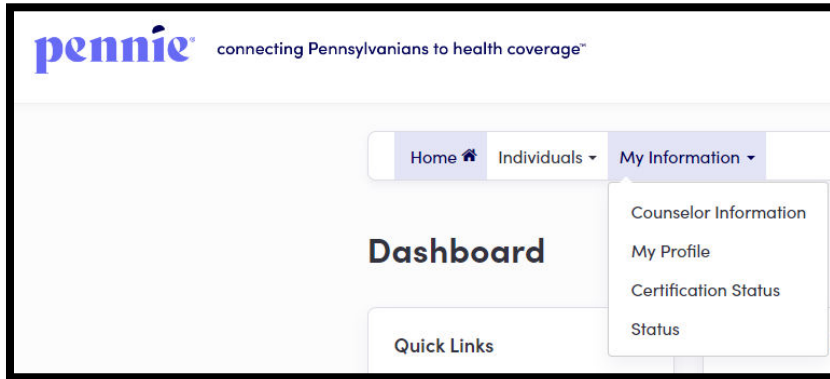 pennie® connecting Pennsylvanians to health coverage™
Home Individuals My Information
Counselor Information
My Profile
Certification Status
Status
Dashboard
Quick Links